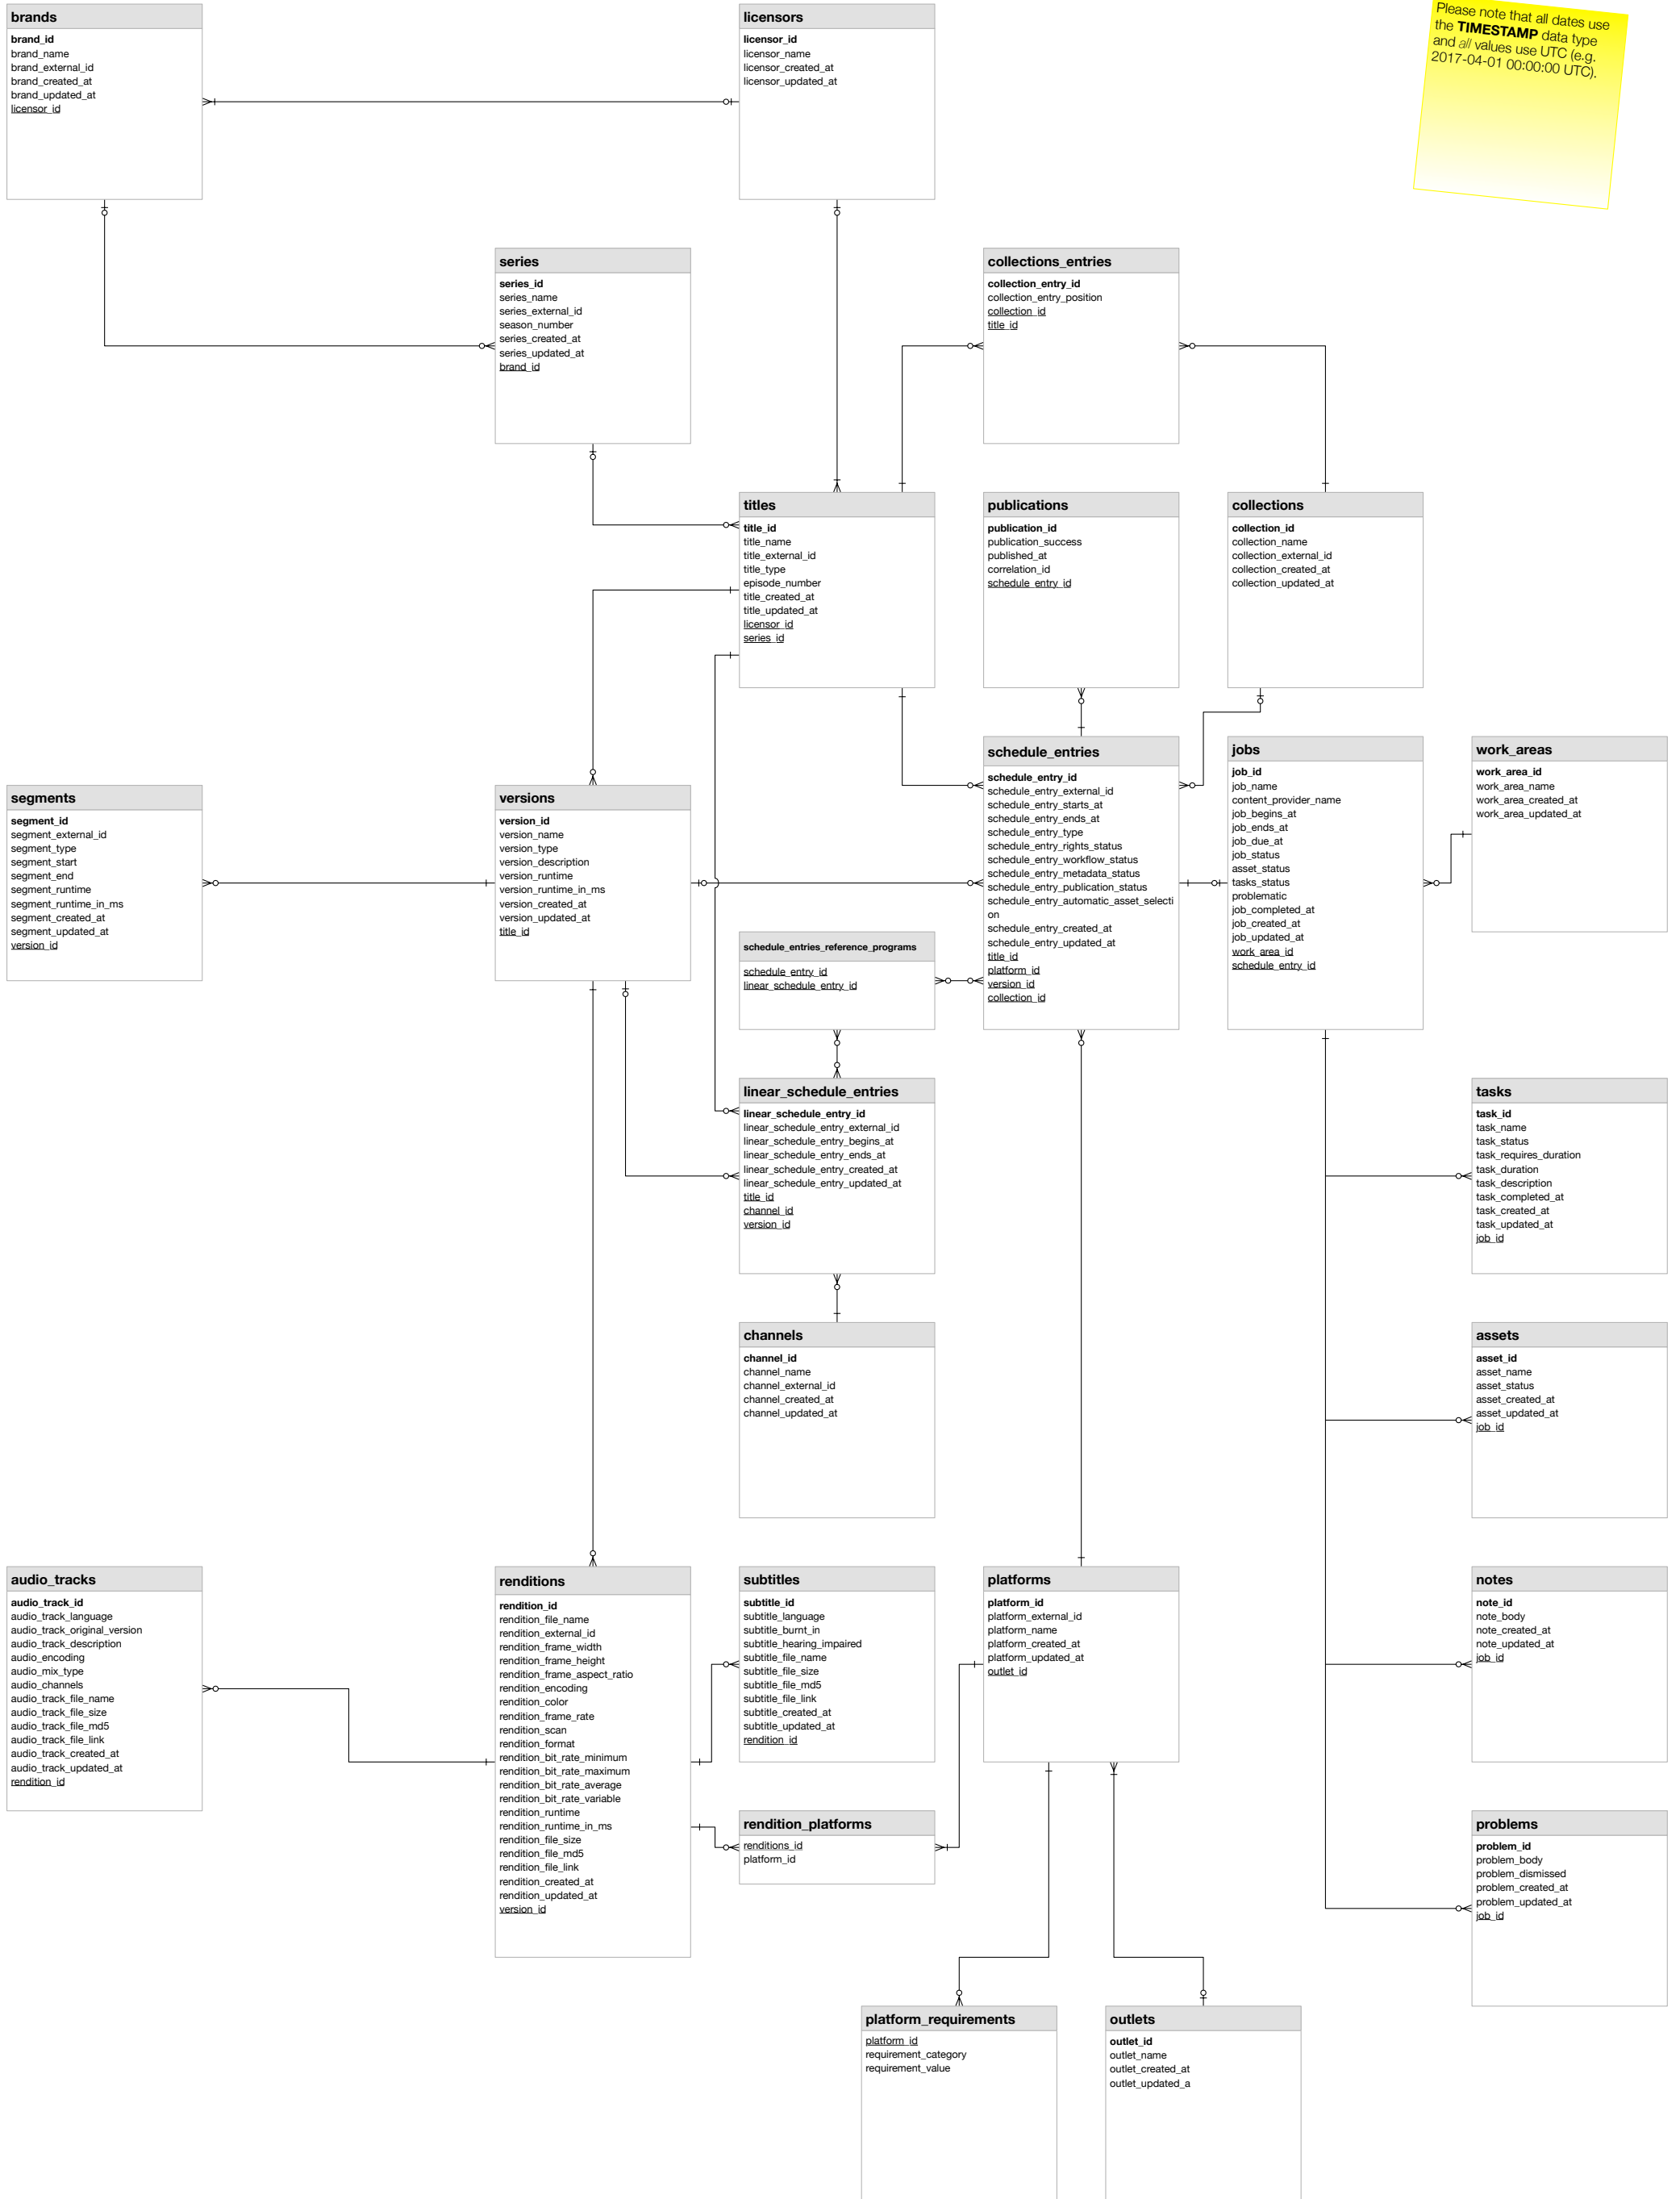 brands
brand_id
brand_name
brand_external_id
brand_created_at
brand_updated_at
licensor_id
licensors
licensor_id
licensor_name
licensor_created_at
licensor_updated_at
Please note that all dates use
the TIMESTAMP data type
and all values use UTC (e.g.
2017-04-01 00:00:00 UTC).
series
series_id
series_name
series_external_id
season_number
series_created_at
series_updated_at
brand_id
collections_entries
collection_entry_id
collection_entry_position
collection_id
title_id
titles
title_id
title_name
title_external_id
title_type
episode_number
title_created_at
title_updated_at
licensor_id
series_id
publications
publication_id
publication_success
published_at
correlation_id
schedule_entry_id
collections
collection_id
collection_name
collection_external_id
collection_created_at
collection_updated_at
segments
segment_id
segment_external_id
segment_type
segment_start
segment_end
segment_runtime
segment_runtime_in_ms
segment_created_at
segment_updated_at
version_id
versions
version_id
version_name
version_type
version_description
version_runtime
version_runtime_in_ms
version_created_at
version_updated_at
title_id
schedule_entries
schedule_entry_id
schedule_entry_external_id
schedule_entry_starts_at
schedule_entry_ends_at
schedule_entry_type
schedule_entry_rights_status
schedule_entry_workflow_status
schedule_entry_metadata_status
schedule_entry_publication_status
schedule_entry_automatic_asset_selecti
on
schedule_entry_created_at
schedule_entry_updated_at
title_id
platform_id
version_id
collection_id
jobs
job_id
job_name
content_provider_name
job_begins_at
job_ends_at
job_due_at
job_status
asset_status
tasks_status
problematic
job_completed_at
job_created_at
job_updated_at
work_area_id
schedule_entry_id
work_areas
work_area_id
work_area_name
work_area_created_at
work_area_updated_at
schedule_entries_reference_programs
schedule_entry_id
linear_schedule_entry_id
linear_schedule_entries
linear_schedule_entry_id
linear_schedule_entry_external_id
linear_schedule_entry_begins_at
linear_schedule_entry_ends_at
linear_schedule_entry_created_at
linear_schedule_entry_updated_at
title_id
channel_id
version_id
tasks
task_id
task_name
task_status
task_requires_duration
task_duration
task_description
task_completed_at
task_created_at
task_updated_at
job_id
channels
channel_id
channel_name
channel_external_id
channel_created_at
channel_updated_at
assets
asset_id
asset_name
asset_status
asset_created_at
asset_updated_at
job_id
audio_tracks
audio_track_id
audio_track_language
audio_track_original_version
audio_track_description
audio_encoding
audio_mix_type
audio_channels
audio_track_file_name
audio_track_file_size
audio_track_file_md5
audio_track_file_link
audio_track_created_at
audio_track_updated_at
rendition_id
renditions
rendition_id
rendition_file_name
rendition_external_id
rendition_frame_width
rendition_frame_height
rendition_frame_aspect_ratio
rendition_encoding
rendition_color
rendition_frame_rate
rendition_scan
rendition_format
rendition_bit_rate_minimum
rendition_bit_rate_maximum
rendition_bit_rate_average
rendition_bit_rate_variable
rendition_runtime
rendition_runtime_in_ms
rendition_file_size
rendition_file_md5
rendition_file_link
rendition_created_at
rendition_updated_at
version_id
subtitles
subtitle_id
subtitle_language
subtitle_burnt_in
subtitle_hearing_impaired
subtitle_file_name
subtitle_file_size
subtitle_file_md5
subtitle_file_link
subtitle_created_at
subtitle_updated_at
rendition_id
platforms
platform_id
platform_external_id
platform_name
platform_created_at
platform_updated_at
outlet_id
notes
note_id
note_body
note_created_at
note_updated_at
job_id
rendition_platforms
renditions_id
platform_id
problems
problem_id
problem_body
problem_dismissed
problem_created_at
problem_updated_at
job_id
platform_requirements
platform_id
requirement_category
requirement_value
outlets
outlet_id
outlet_name
outlet_created_at
outlet_updated_a